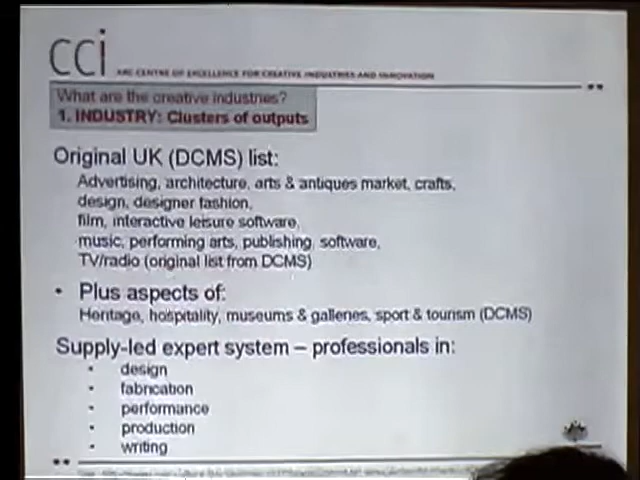 cci ARC CENTRE OF EXCELLENCE FOR CREATIVE INDUSTRIES AND INNOVATION
What are the creative industries?
1. INDUSTRY: Clusters of outputs
Original UK (DCMS) list:
Advertising, architecture, arts & antiques market, crafts,
design, designer fashion,
film, interactive leisure software,
music, performing arts, publishing, software,
TV/radio (original list from DCMS)
• Plus aspects of:
Heritage, hospitality, museums & galleries, sport & tourism (DCMS)
Supply-led expert system – professionals in:
• design
• fabrication
• performance
• production
• writing